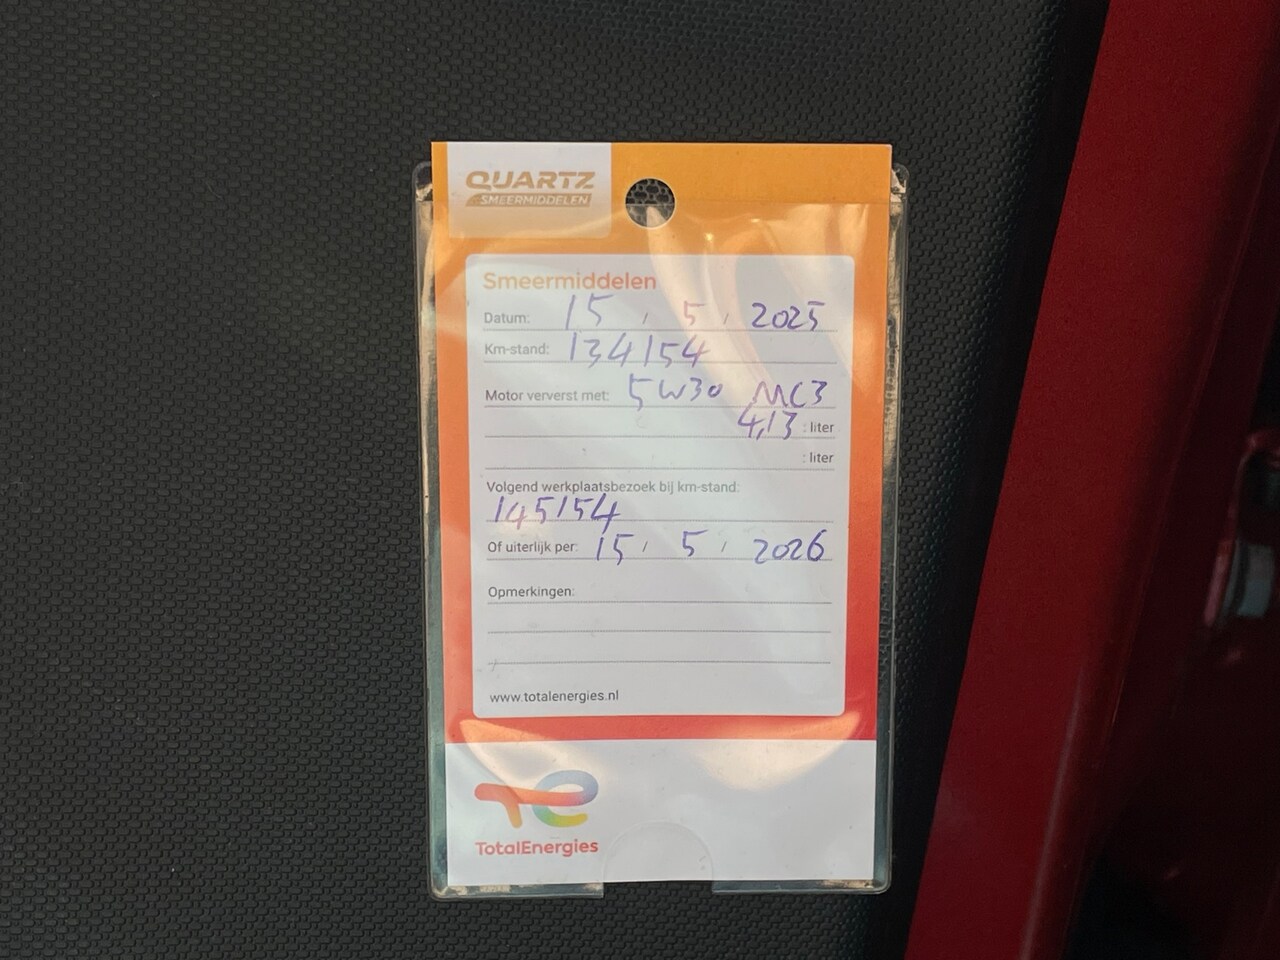 QUARTZ
SMEERMIDDELEN
Smeermiddelen
Datum: 15 / 5 / 2025
Km-stand: 134154
Motor ververst met: 5W30 MC3
4,13 : liter
: liter
Volgend werkplaatsbezoek bij km-stand:
145154
Of uiterlijk per: 15 / 5 / 2026
Opmerkingen:
www.totalenergies.nl
TotalEnergies